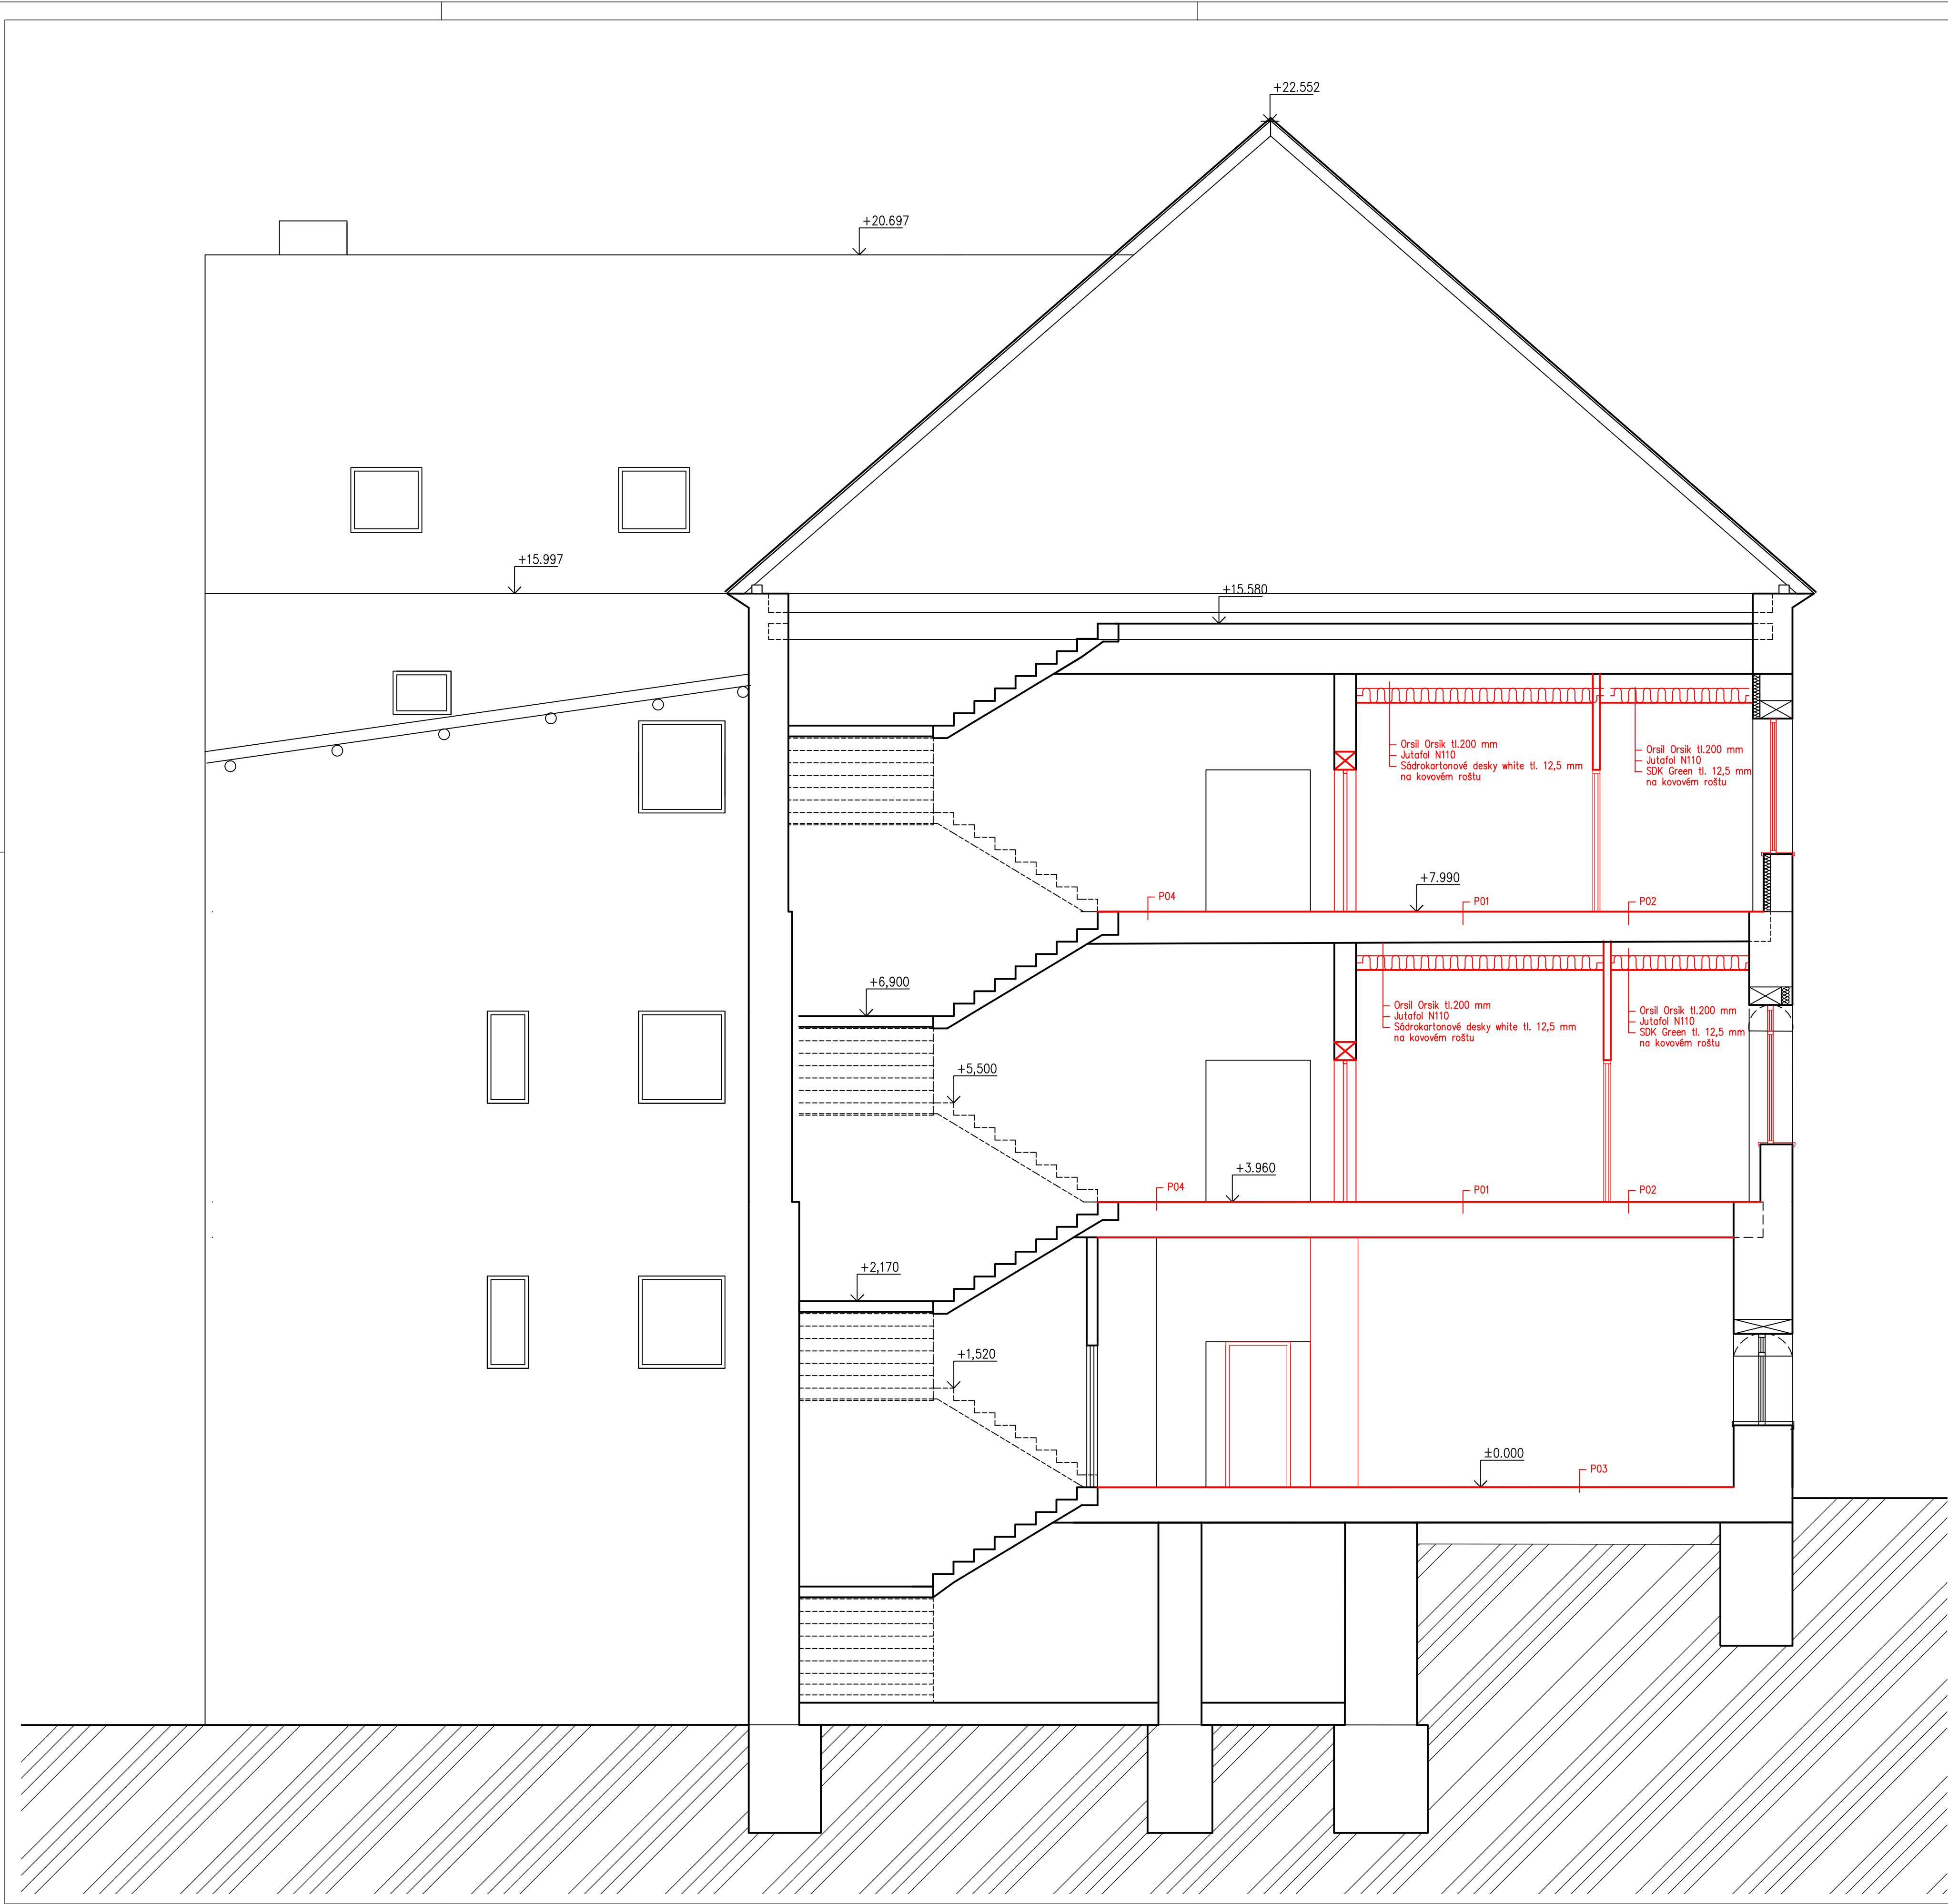 +22.552
+20.697
+15.997
+15.580
Orsil Orsik tl.200 mm
Jutafol N110
Sádrokartonové desky white tl. 12,5 mm
na kovovém roštu
Orsil Orsik tl.200 mm
Jutafol N110
SDK Green tl. 12,5 mm
na kovovém roštu
P04
+7.990
P01
P02
+6,900
Orsil Orsik tl.200 mm
Jutafol N110
Sádrokartonové desky white tl. 12,5 mm
na kovovém roštu
Orsil Orsik tl.200 mm
Jutafol N110
SDK Green tl. 12,5 mm
na kovovém roštu
+5,500
P04
+3.960
P01
P02
+2,170
+1,520
±0.000
P03